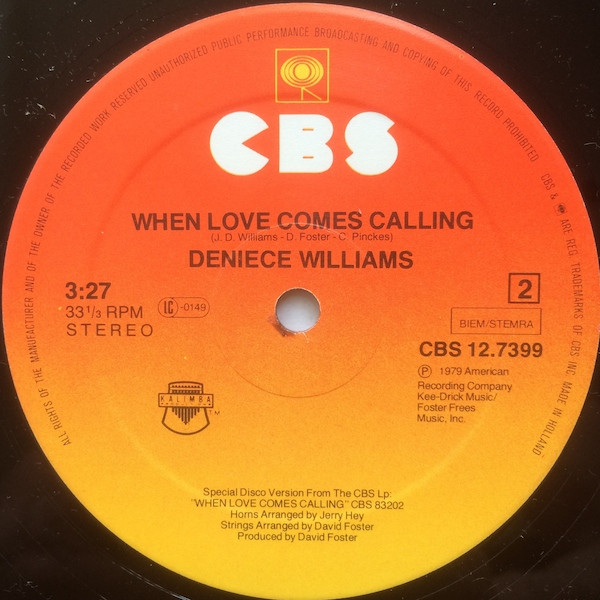 ALL RIGHTS OF THE MANUFACTURER AND OF THE OWNER OF THE RECORDED WORK RESERVED UNAUTHORIZED PUBLIC PERFORMANCE BROADCASTING AND COPYING OF THIS RECORD PROHIBITED
CBS & ARE REG. TRADEMARKS OF CBS INC. MADE IN HOLLAND
CBS
WHEN LOVE COMES CALLING
(J. D. Williams - D. Foster - C. Pinckes)
DENIECE WILLIAMS
3:27
33 1/3 RPM
STEREO
LC -0149
2
BIEM/STEMRA
CBS 12.7399
℗ 1979 American
Recording Company
Kee-Drick Music/
Foster Frees
Music, Inc.
KALIMBA
PRODUCTIONS
TM
Special Disco Version From The CBS Lp:
"WHEN LOVE COMES CALLING" CBS 83202
Horns Arranged by Jerry Hey
Strings Arranged by David Foster
Produced by David Foster